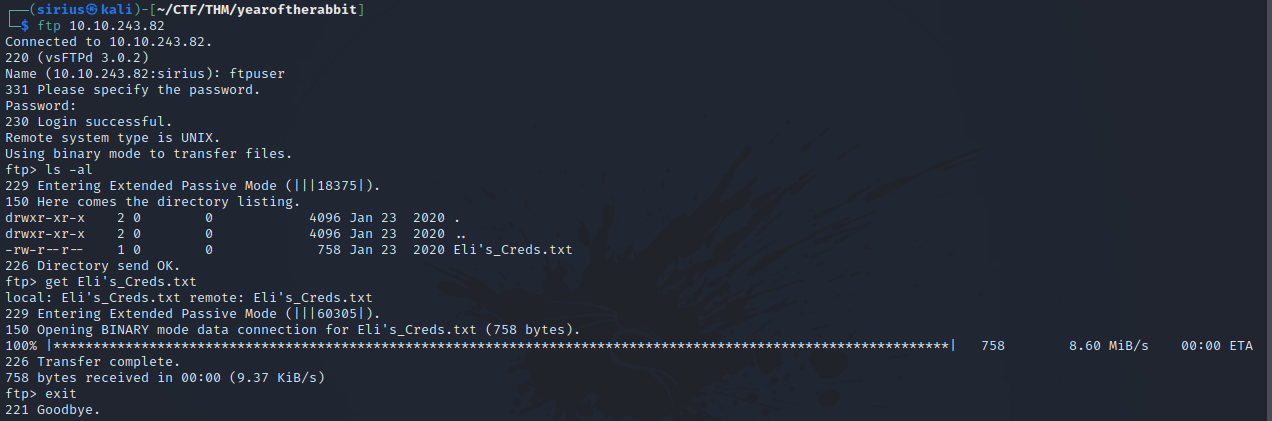 ┌──(sirius㉿kali)-[~/CTF/THM/yearoftherabbit]
└─$ ftp 10.10.243.82
Connected to 10.10.243.82.
220 (vsFTPd 3.0.2)
Name (10.10.243.82:sirius): ftpuser
331 Please specify the password.
Password:
230 Login successful.
Remote system type is UNIX.
Using binary mode to transfer files.
ftp> ls -al
229 Entering Extended Passive Mode (|||18375|).
150 Here comes the directory listing.
drwxr-xr-x    2 0        0            4096 Jan 23  2020 .
drwxr-xr-x    2 0        0            4096 Jan 23  2020 ..
-rw-r--r--    1 0        0             758 Jan 23  2020 Eli's_Creds.txt
226 Directory send OK.
ftp> get Eli's_Creds.txt
local: Eli's_Creds.txt remote: Eli's_Creds.txt
229 Entering Extended Passive Mode (|||60305|).
150 Opening BINARY mode data connection for Eli's_Creds.txt (758 bytes).
100% |****************************************************************************************************************|   758        8.60 MiB/s    00:00 ETA
226 Transfer complete.
758 bytes received in 00:00 (9.37 KiB/s)
ftp> exit
221 Goodbye.